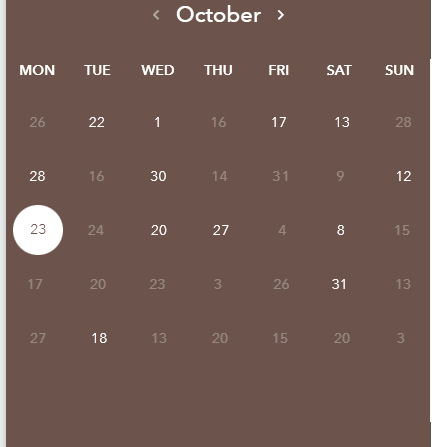 ‹ October ›
MON TUE WED THU FRI SAT SUN
26 22 1 16 17 13 28
28 16 30 14 31 9 12
23 24 20 27 4 8 15
17 20 23 3 26 31 13
27 18 13 20 15 20 3